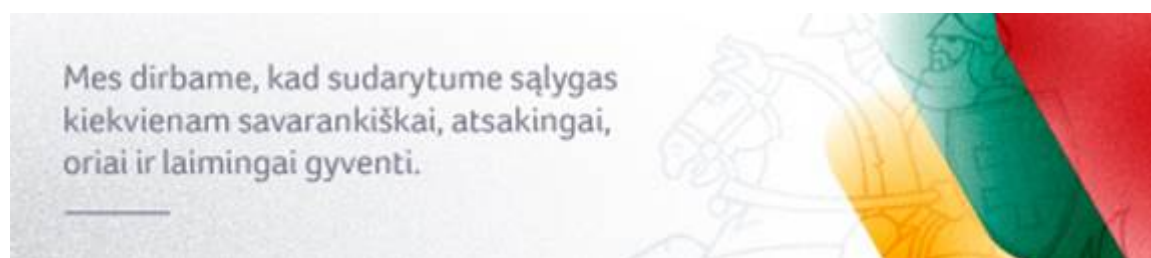 Mes dirbame, kad sudarytume sąlygas
kiekvienam savarankiškai, atsakingai,
oriai ir laimingai gyventi.